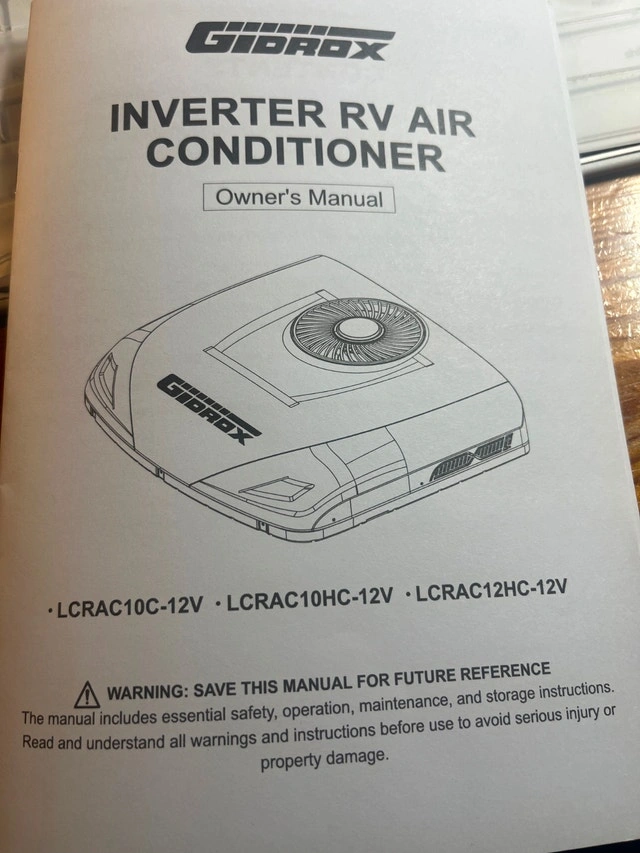 GIDROX
INVERTER RV AIR
CONDITIONER
Owner's Manual
GIDROX
· LCRAC10C-12V · LCRAC10HC-12V · LCRAC12HC-12V
WARNING: SAVE THIS MANUAL FOR FUTURE REFERENCE
The manual includes essential safety, operation, maintenance, and storage instructions.
Read and understand all warnings and instructions before use to avoid serious injury or
property damage.